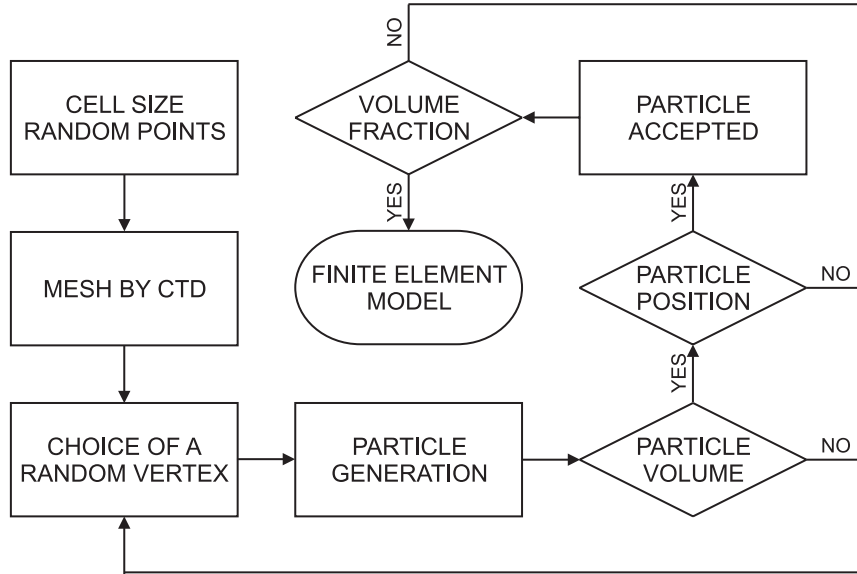 CELL SIZE
RANDOM POINTS
MESH BY CTD
CHOICE OF A
RANDOM VERTEX
PARTICLE
GENERATION
PARTICLE
VOLUME
NO
YES
PARTICLE
POSITION
NO
YES
PARTICLE
ACCEPTED
VOLUME
FRACTION
NO
YES
FINITE ELEMENT
MODEL